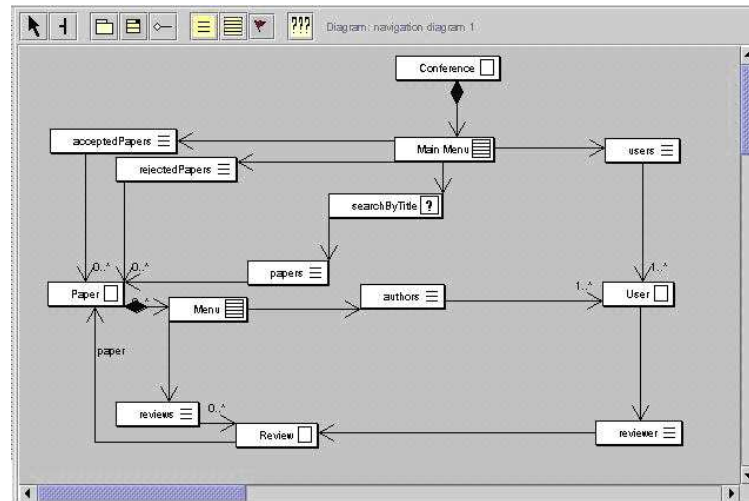 ??? Diagram: navigation diagram 1
Conference
acceptedPapers
Main Menu
users
rejectedPapers
searchByTitle ?
0..* 0..*
papers
1..*
Paper
0..*
Menu
authors
1..*
User
paper
reviews
0..*
Review
reviewer